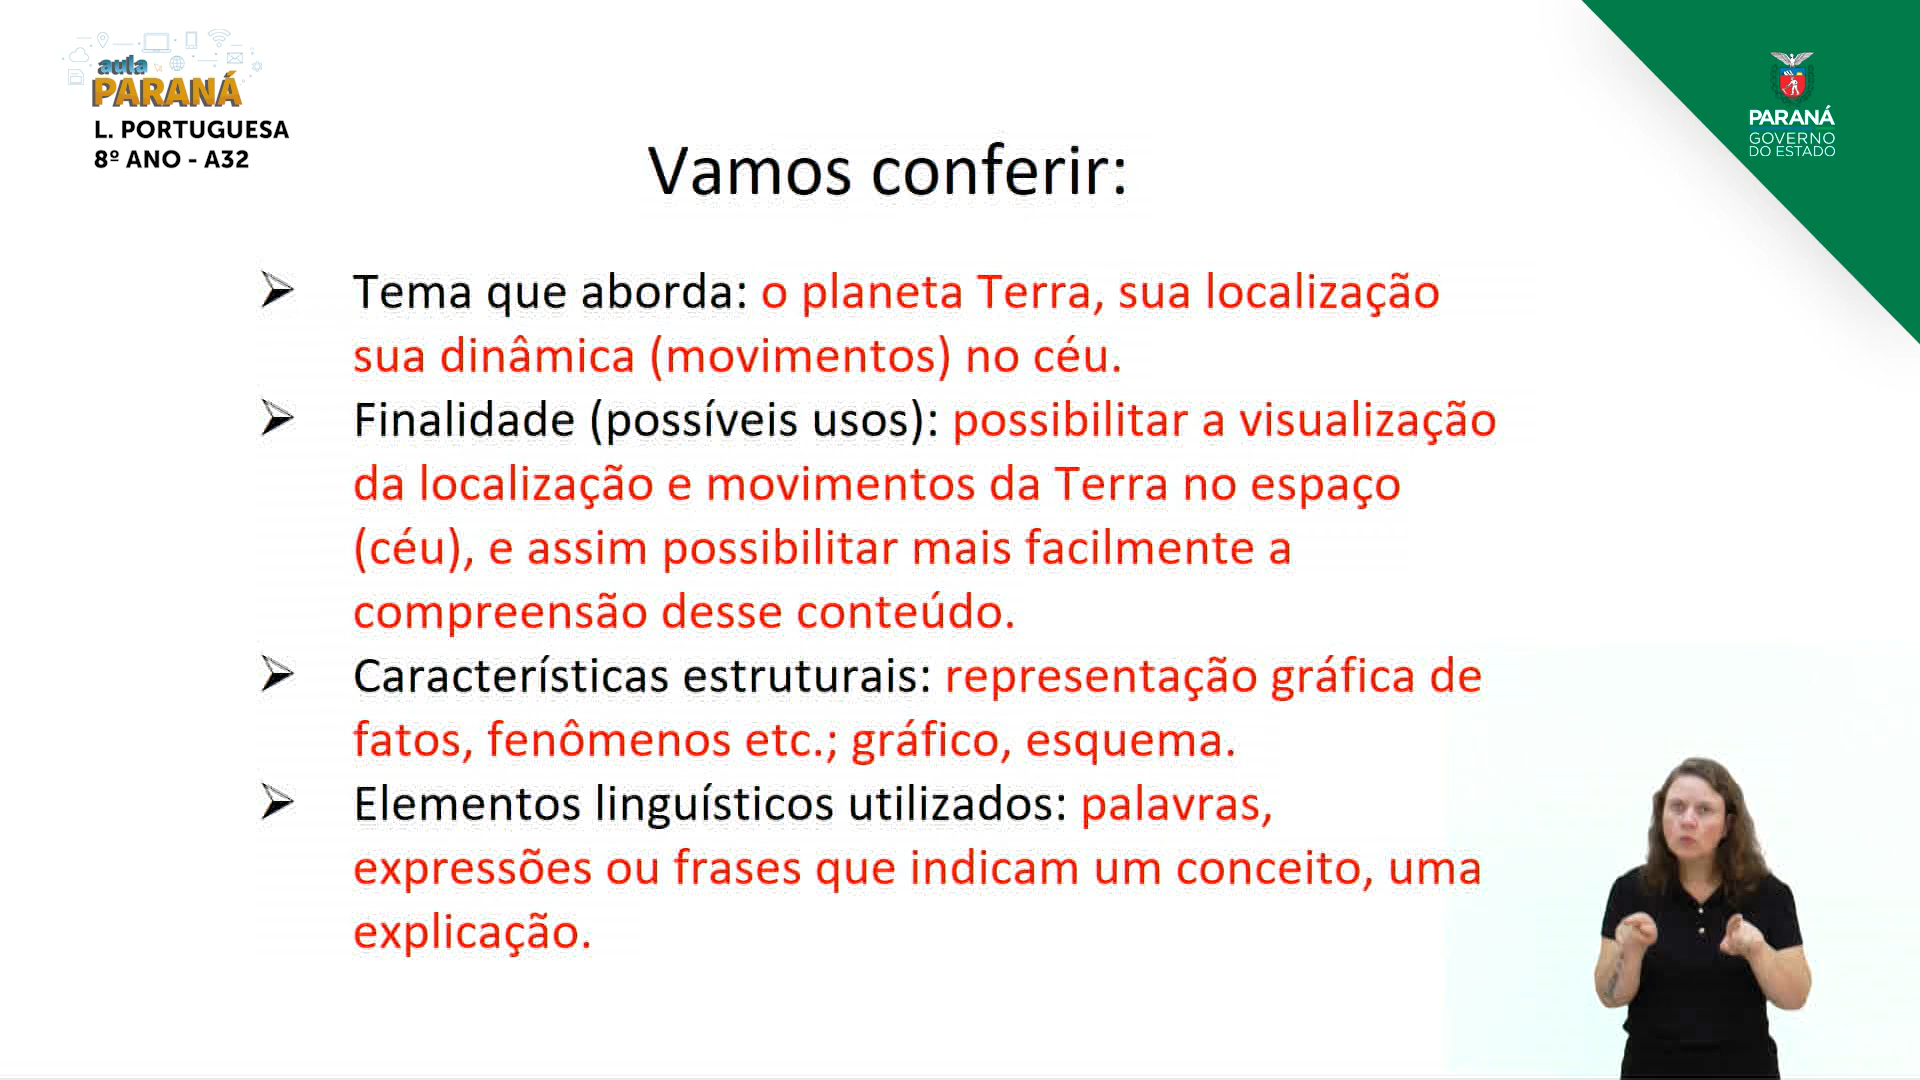 aula
PARANÁ
L. PORTUGUESA
8º ANO - A32
PARANÁ
GOVERNO
DO ESTADO
Vamos conferir:
Tema que aborda: o planeta Terra, sua localização
sua dinâmica (movimentos) no céu.
Finalidade (possíveis usos): possibilitar a visualização
da localização e movimentos da Terra no espaço
(céu), e assim possibilitar mais facilmente a
compreensão desse conteúdo.
Características estruturais: representação gráfica de
fatos, fenômenos etc.; gráfico, esquema.
Elementos linguísticos utilizados: palavras,
expressões ou frases que indicam um conceito, uma
explicação.